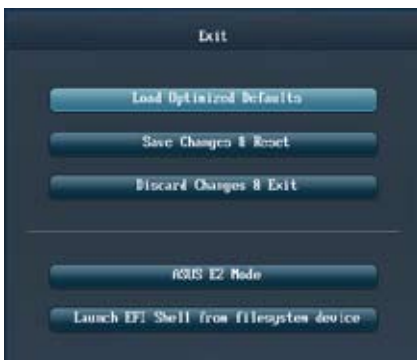 Exit
Load Optimized Defaults
Save Changes & Reset
Discard Changes & Exit
ASUS EZ Mode
Launch EFI Shell from filesystem device